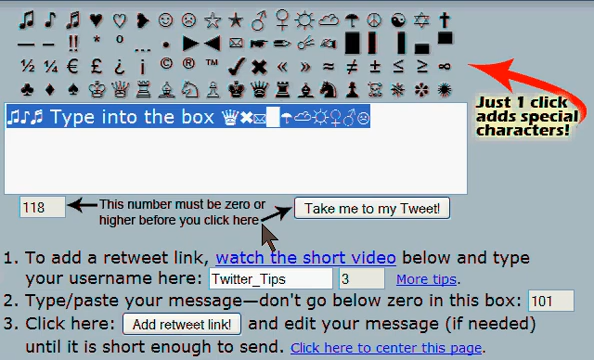 ♫ ♪ ♬ ♥ ♡ ❥ ☺ ☹ ☆ ★ ♂ ♀ ☼ ☁ ☂ ☮ ☯ ✡ ✝
½ ¼ € £ ¿ ¡ © ® ™ ✔ ✖ « » ≈ ≠ ± ≤ ≥ ∞
Just 1 click
adds special
characters!
♫♪♬ Type into the box ♛✖✉█☂☁☼♀♂☹
118
This number must be zero or
higher before you click here
Take me to my Tweet!
1. To add a retweet link, watch the short video below and type
your username here: Twitter_Tips 3 More tips.
2. Type/paste your message—don't go below zero in this box: 101
3. Click here: Add retweet link! and edit your message (if needed)
until it is short enough to send. Click here to center this page.